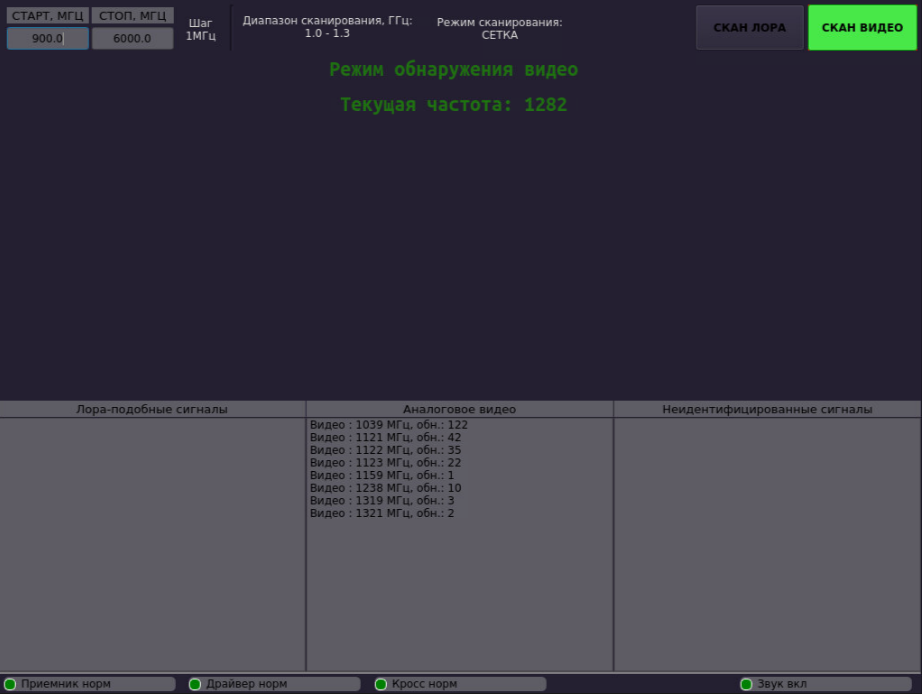 СТАРТ, МГЦ
СТОП, МГЦ
900.0
6000.0
Шаг
1МГц
Диапазон сканирования, ГГц:
1.0 - 1.3
Режим сканирования:
СЕТКА
СКАН ЛОРА
СКАН ВИДЕО
Режим обнаружения видео
Текущая частота: 1282
Лора-подобные сигналы
Аналоговое видео
Неидентифицированные сигналы
Видео : 1039 МГц, обн.: 122
Видео : 1121 МГц, обн.: 42
Видео : 1122 МГц, обн.: 35
Видео : 1123 МГц, обн.: 22
Видео : 1159 МГц, обн.: 1
Видео : 1238 МГц, обн.: 10
Видео : 1319 МГц, обн.: 3
Видео : 1321 МГц, обн.: 2
Приемник норм
Драйвер норм
Кросс норм
Звук вкл